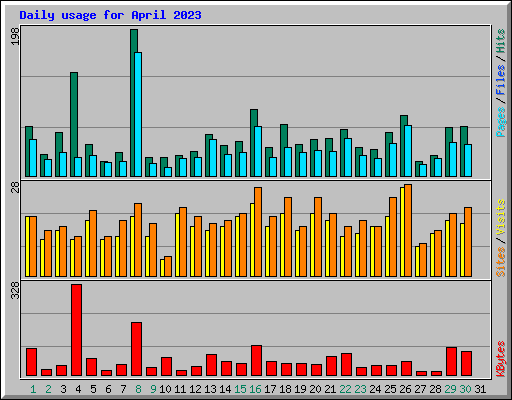 Daily usage for April 2023
198
Pages / Files / Hits
28
Sites / Visits
328
KBytes
1 2 3 4 5 6 7 8 9 10 11 12 13 14 15 16 17 18 19 20 21 22 23 24 25 26 27 28 29 30 31